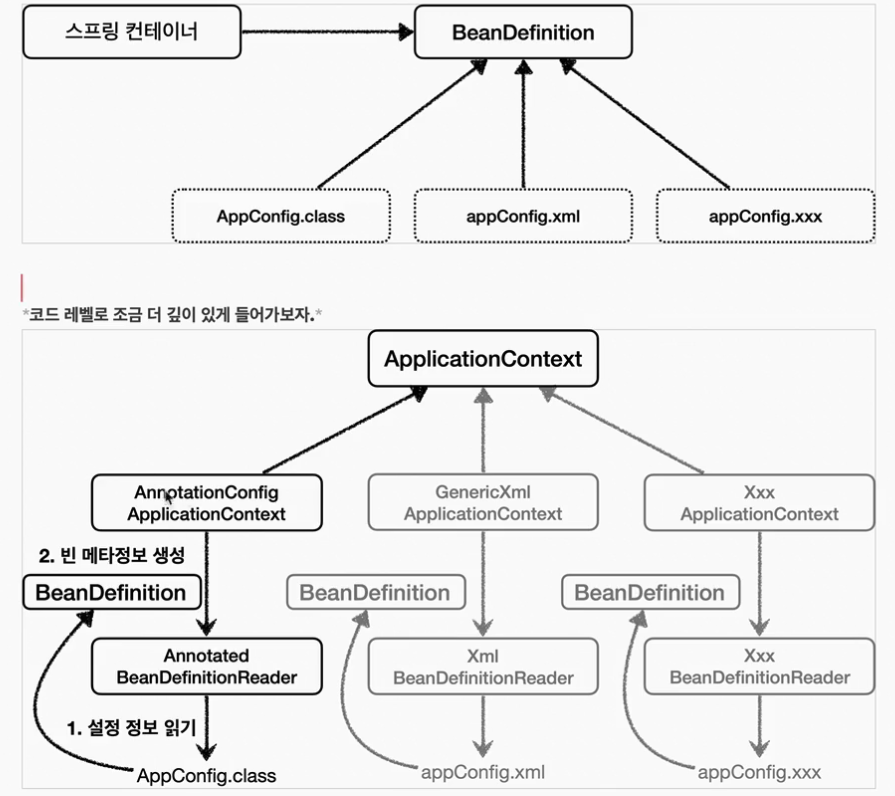 스프링 컨테이너
BeanDefinition
AppConfig.class
appConfig.xml
appConfig.xxx
*코드 레벨로 조금 더 깊이 있게 들어가보자.*
ApplicationContext
AnnotationConfig
ApplicationContext
GenericXml
ApplicationContext
Xxx
ApplicationContext
2. 빈 메타정보 생성
BeanDefinition
BeanDefinition
BeanDefinition
Annotated
BeanDefinitionReader
Xml
BeanDefinitionReader
Xxx
BeanDefinitionReader
1. 설정 정보 읽기
AppConfig.class
appConfig.xml
appConfig.xxx